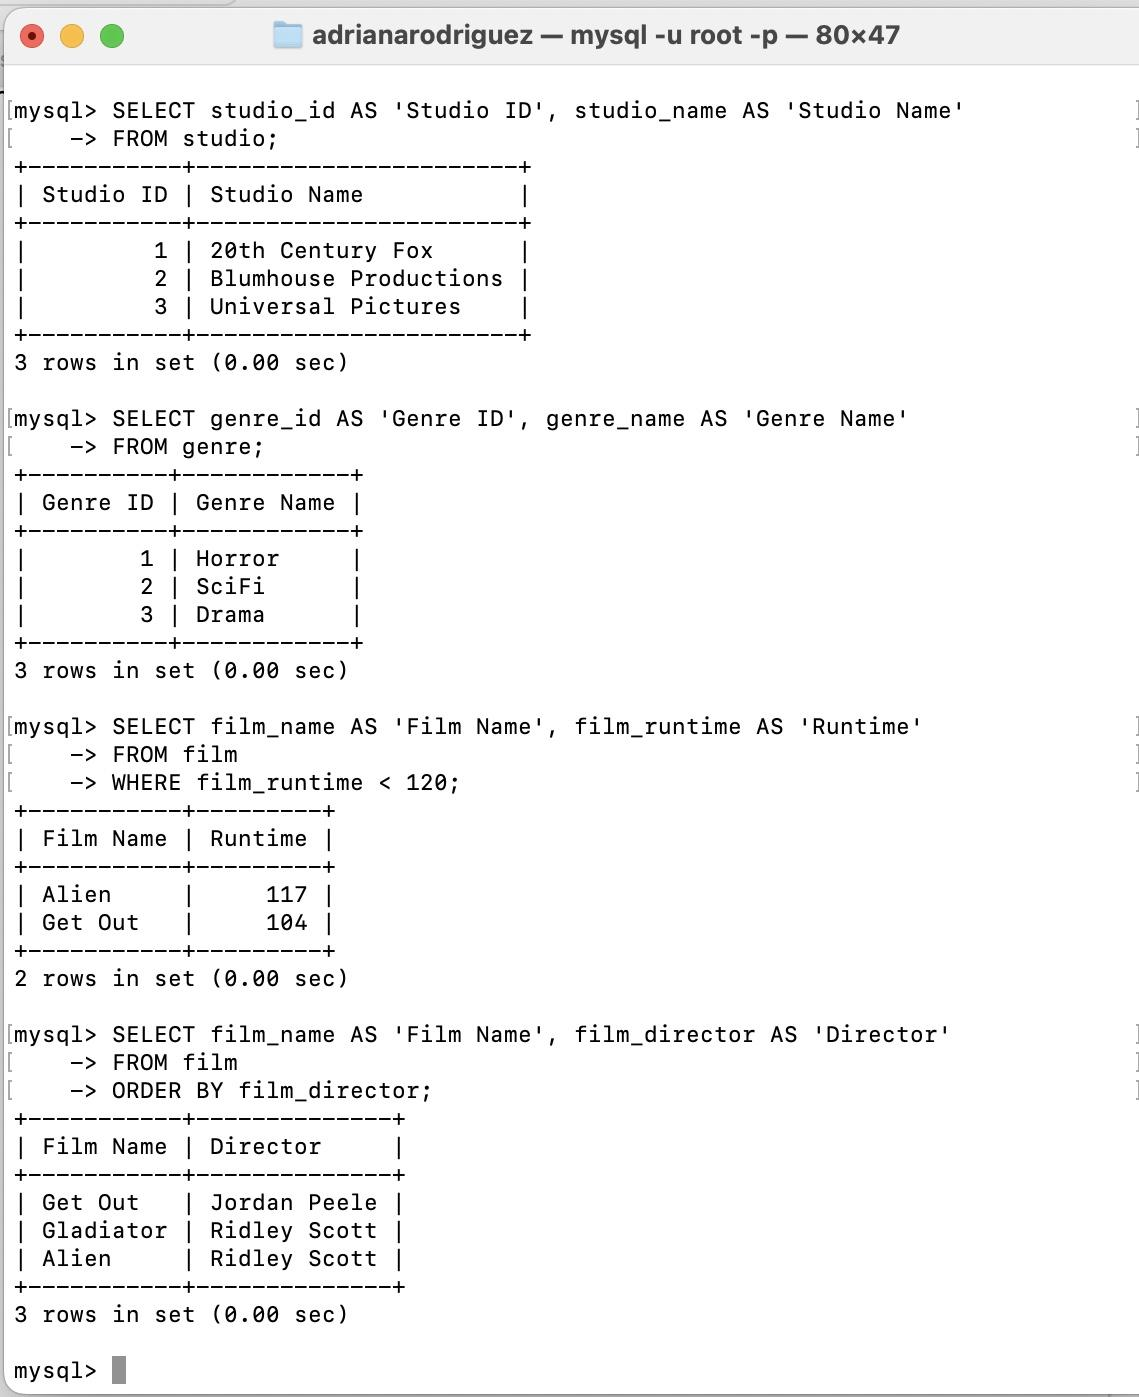 adrianarodriguez — mysql -u root -p — 80×47
[mysql> SELECT studio_id AS 'Studio ID', studio_name AS 'Studio Name' ]
[    -> FROM studio; ]
+-----------+-----------------------+
| Studio ID | Studio Name           |
+-----------+-----------------------+
|         1 | 20th Century Fox      |
|         2 | Blumhouse Productions |
|         3 | Universal Pictures    |
+-----------+-----------------------+
3 rows in set (0.00 sec)
[mysql> SELECT genre_id AS 'Genre ID', genre_name AS 'Genre Name' ]
[    -> FROM genre; ]
+----------+------------+
| Genre ID | Genre Name |
+----------+------------+
|        1 | Horror     |
|        2 | SciFi      |
|        3 | Drama      |
+----------+------------+
3 rows in set (0.00 sec)
[mysql> SELECT film_name AS 'Film Name', film_runtime AS 'Runtime' ]
[    -> FROM film ]
[    -> WHERE film_runtime < 120; ]
+-----------+---------+
| Film Name | Runtime |
+-----------+---------+
| Alien     |     117 |
| Get Out   |     104 |
+-----------+---------+
2 rows in set (0.00 sec)
[mysql> SELECT film_name AS 'Film Name', film_director AS 'Director' ]
[    -> FROM film ]
[    -> ORDER BY film_director; ]
+-----------+--------------+
| Film Name | Director     |
+-----------+--------------+
| Get Out   | Jordan Peele |
| Gladiator | Ridley Scott |
| Alien     | Ridley Scott |
+-----------+--------------+
3 rows in set (0.00 sec)
mysql>